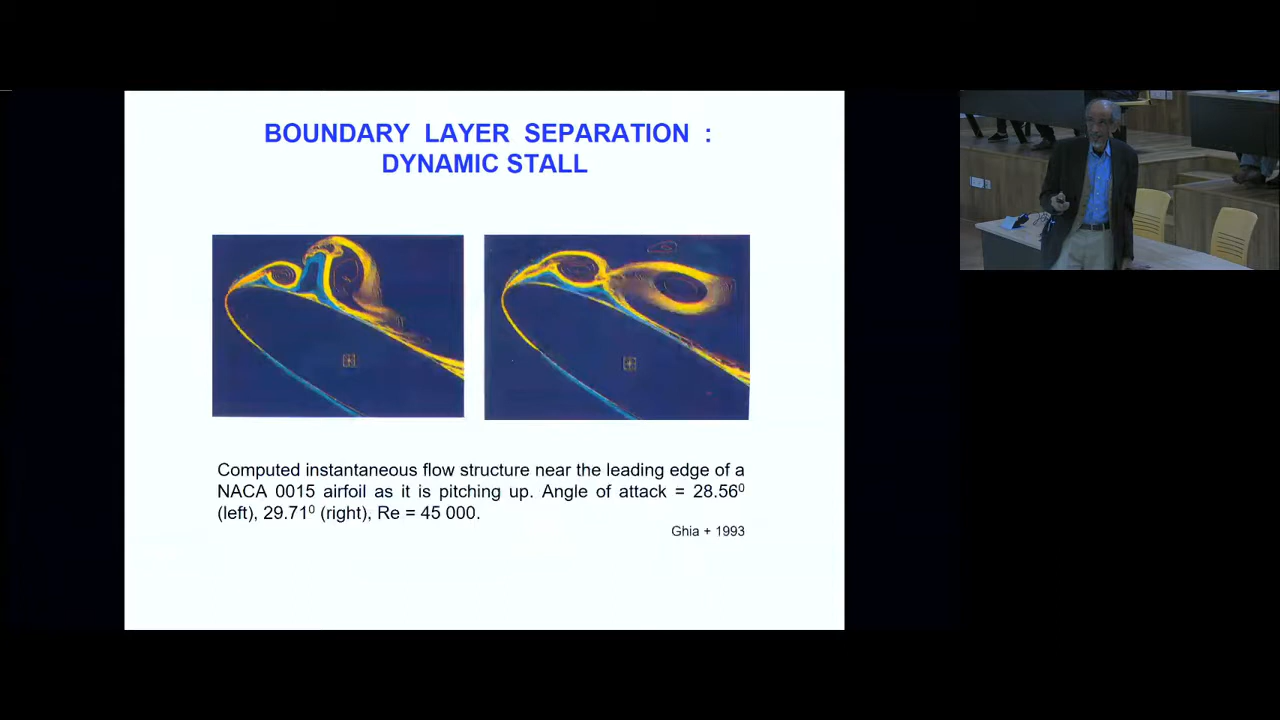 BOUNDARY LAYER SEPARATION :
DYNAMIC STALL
Computed instantaneous flow structure near the leading edge of a
NACA 0015 airfoil as it is pitching up. Angle of attack = 28.56⁰
(left), 29.71⁰ (right), Re = 45 000.
Ghia + 1993